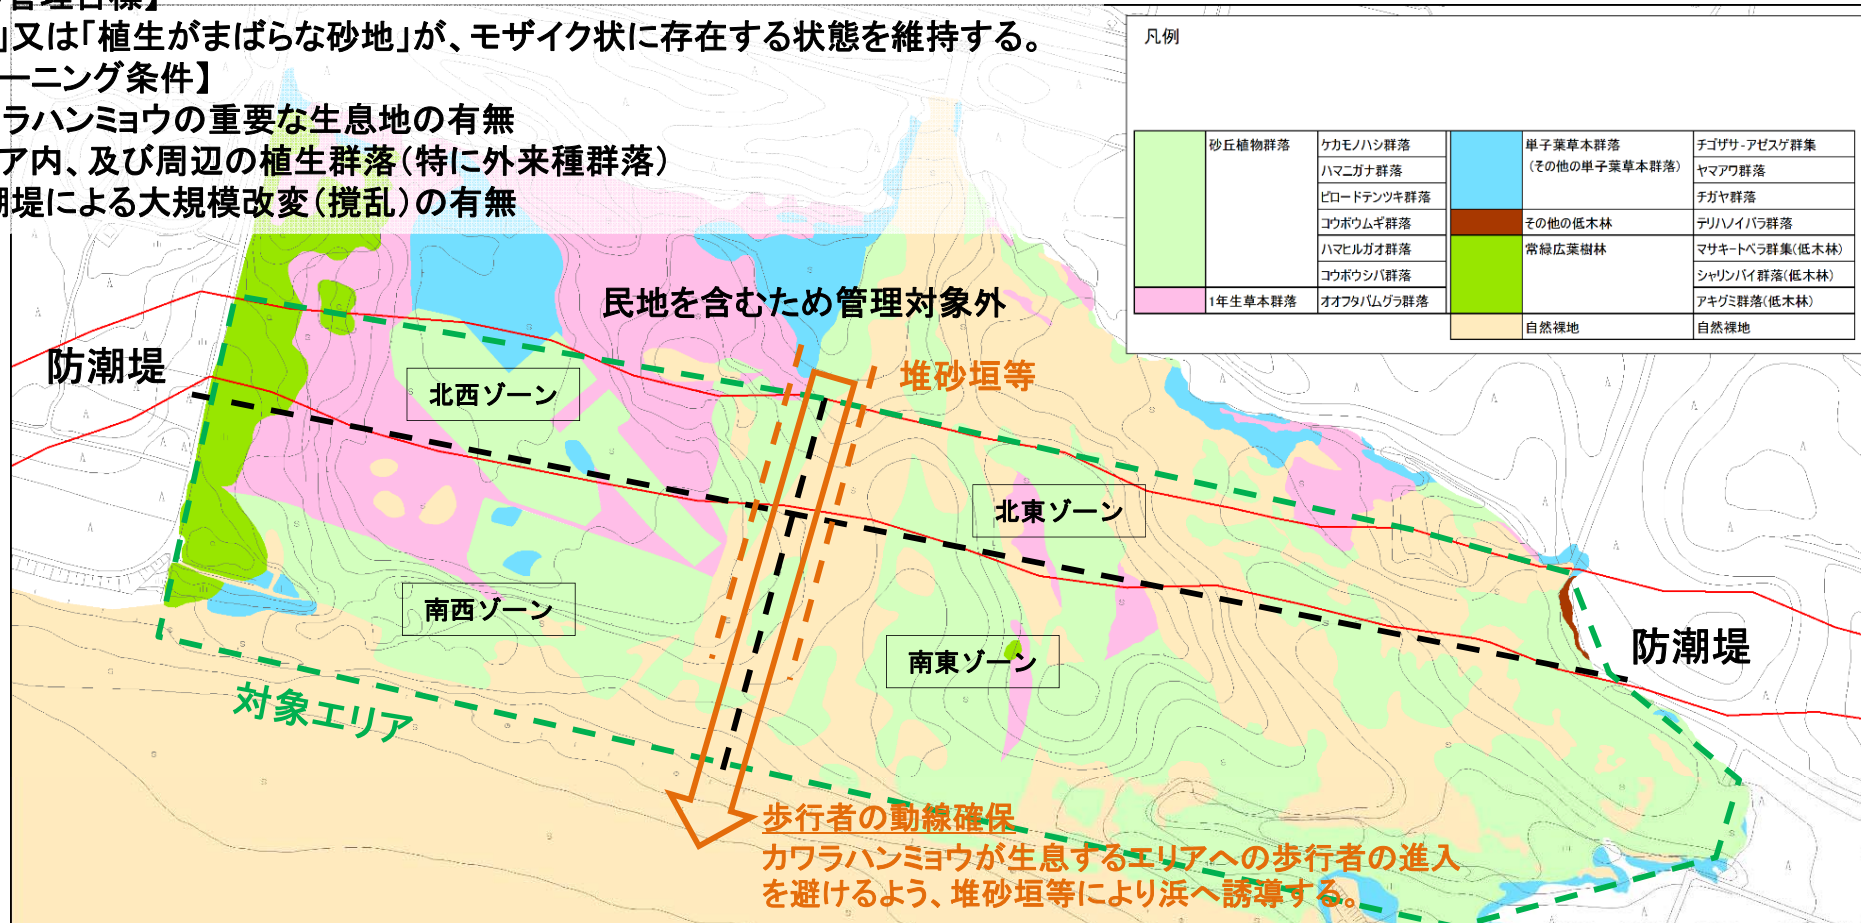 管理目標】
」又は「植生がまばらな砂地」が、モザイク状に存在する状態を維持する。
ーニング条件】
ラハンミョウの重要な生息地の有無
ア内、及び周辺の植生群落(特に外来種群落)
潮堤による大規模改変(撹乱)の有無
凡例
砂丘植物群落
ケカモノハシ群落
ハマニガナ群落
ビロードテンツキ群落
コウボウムギ群落
ハマヒルガオ群落
コウボウシバ群落
1年生草本群落
オオフタバムグラ群落
単子葉草本群落
(その他の単子葉草本群落)
チゴザサ-アゼスゲ群集
ヤマアワ群落
チガヤ群落
その他の低木林
テリハノイバラ群落
常緑広葉樹林
マサキートベラ群集(低木林)
シャリンバイ群落(低木林)
アキグミ群落(低木林)
自然裸地
自然裸地
民地を含むため管理対象外
防潮堤
北西ゾーン
堆砂垣等
北東ゾーン
南西ゾーン
南東ゾーン
防潮堤
対象エリア
歩行者の動線確保
カワラハンミョウが生息するエリアへの歩行者の進入
を避けるよう、堆砂垣等により浜へ誘導する。